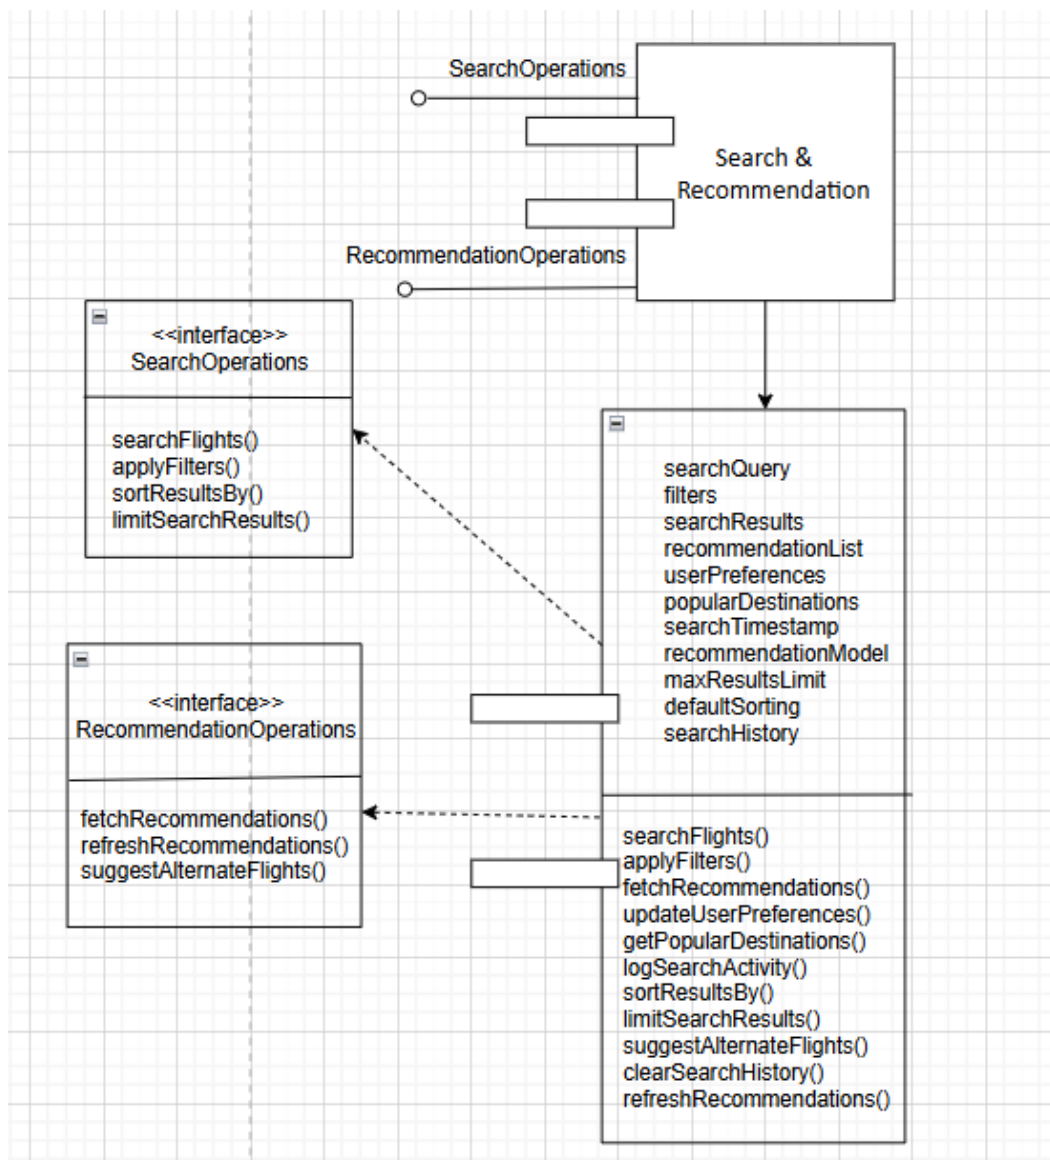 SearchOperations
Search &
Recommendation
RecommendationOperations
<<interface>>
SearchOperations
searchFlights()
applyFilters()
sortResultsBy()
limitSearchResults()
<<interface>>
RecommendationOperations
fetchRecommendations()
refreshRecommendations()
suggestAlternateFlights()
searchQuery
filters
searchResults
recommendationList
userPreferences
popularDestinations
searchTimestamp
recommendationModel
maxResultsLimit
defaultSorting
searchHistory
searchFlights()
applyFilters()
fetchRecommendations()
updateUserPreferences()
getPopularDestinations()
logSearchActivity()
sortResultsBy()
limitSearchResults()
suggestAlternateFlights()
clearSearchHistory()
refreshRecommendations()